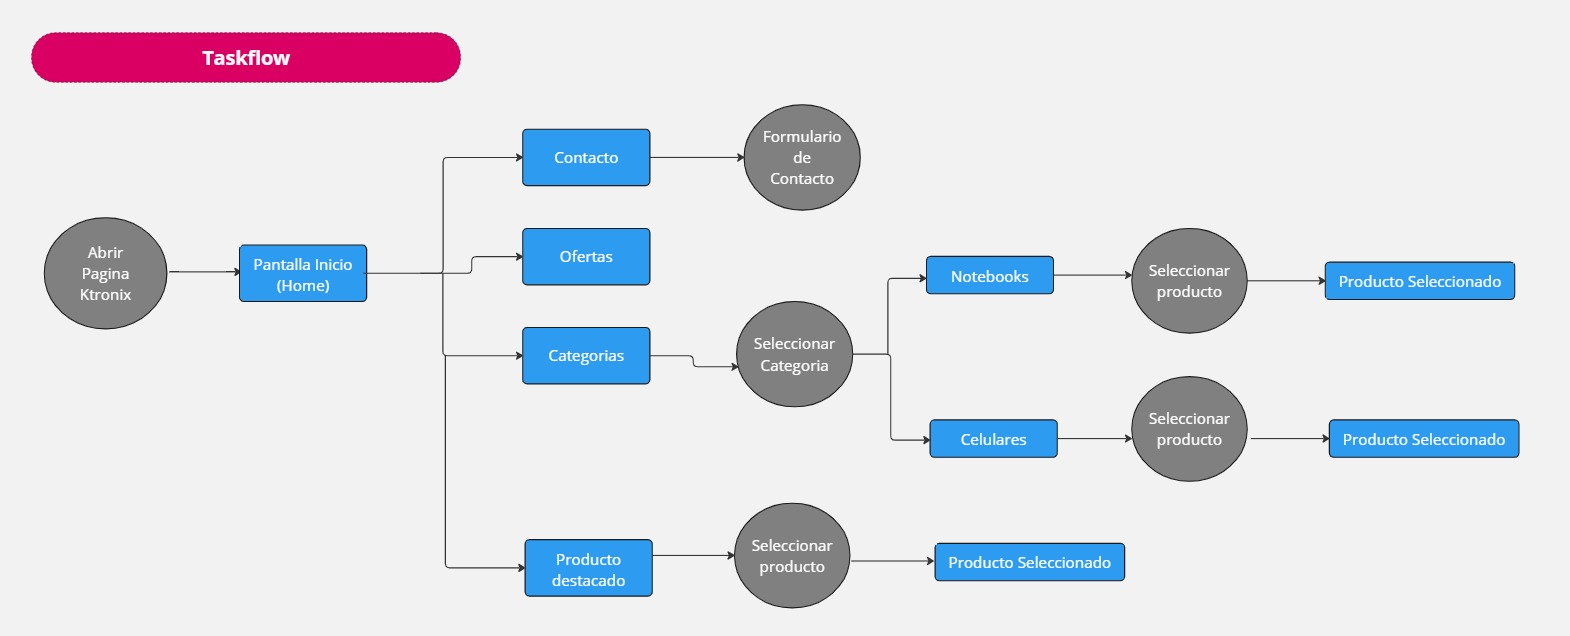 Taskflow
Abrir
Pagina
Ktronix
Pantalla Inicio
(Home)
Contacto
Formulario
de
Contacto
Ofertas
Categorias
Seleccionar
Categoria
Notebooks
Seleccionar
producto
Producto Seleccionado
Celulares
Seleccionar
producto
Producto Seleccionado
Producto
destacado
Seleccionar
producto
Producto Seleccionado